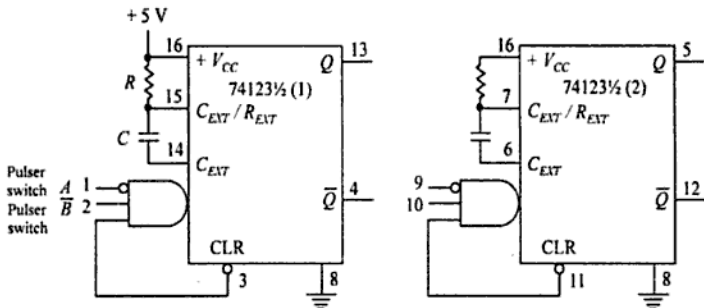 + 5 V
16
+ V_CC
Q
13
R
74123½ (1)
15
C_EXT / R_EXT
C
14
C_EXT
Pulser switch A
1
Pulser switch B̅
2
Q̅
4
CLR
3
8
16
+ V_CC
Q
5
74123½ (2)
7
C_EXT / R_EXT
6
C_EXT
9
10
Q̅
12
CLR
11
8